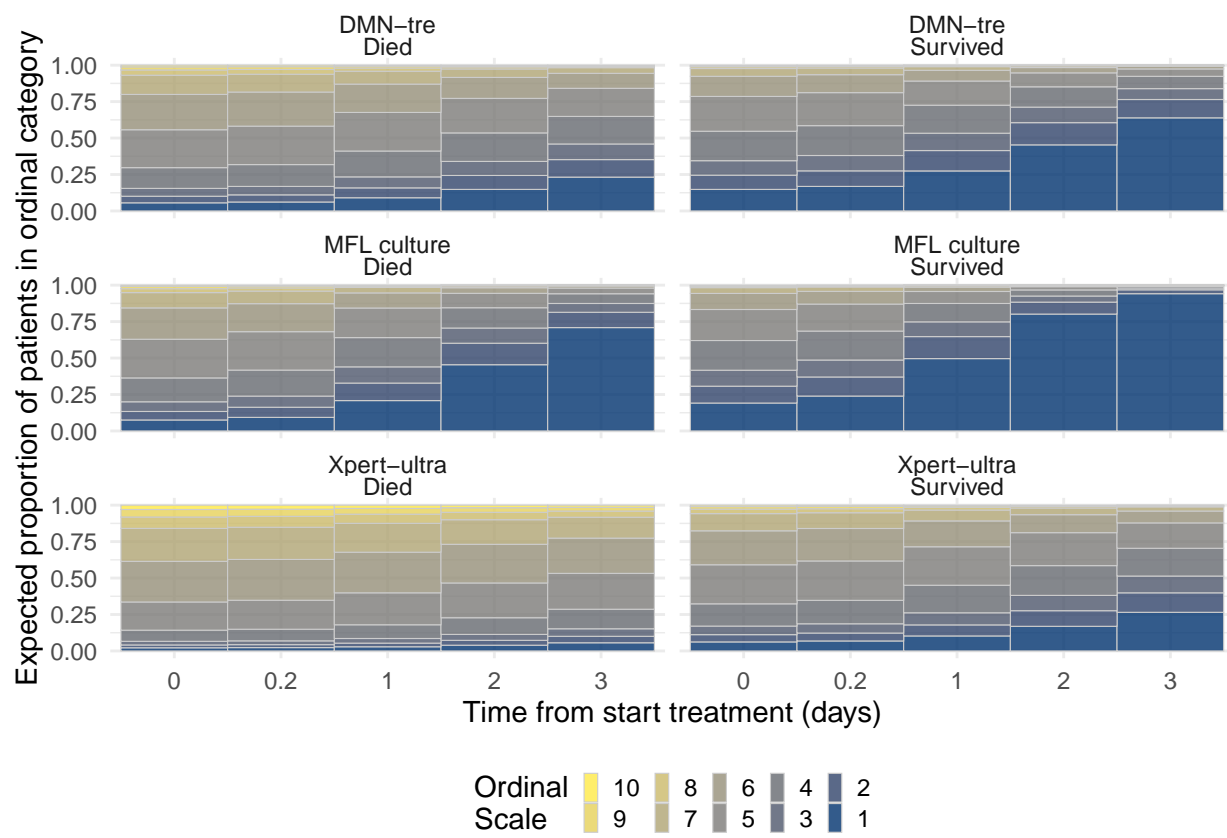 DMN−tre
Died
DMN−tre
Survived
1.00
0.75
0.50
0.25
0.00
MFL culture
Died
MFL culture
Survived
1.00
0.75
0.50
0.25
0.00
Xpert−ultra
Died
Xpert−ultra
Survived
1.00
0.75
0.50
0.25
0.00
0 0.2 1 2 3
0 0.2 1 2 3
Expected proportion of patients in ordinal category
Time from start treatment (days)
Ordinal
Scale
10 8 6 4 2
9 7 5 3 1